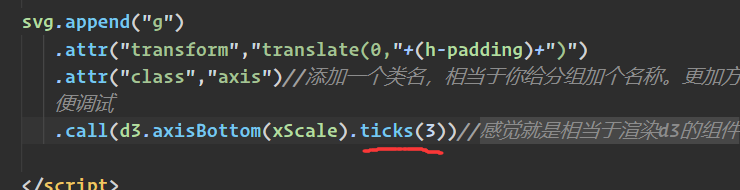 svg.append("g")
.attr("transform","translate(0,"+(h-padding)+")")
.attr("class","axis")//添加一个类名，相当于你给分组加个名称。更加方
便调试
.call(d3.axisBottom(xScale).ticks(3))//感觉就是相当于渲染d3的组件
</script>